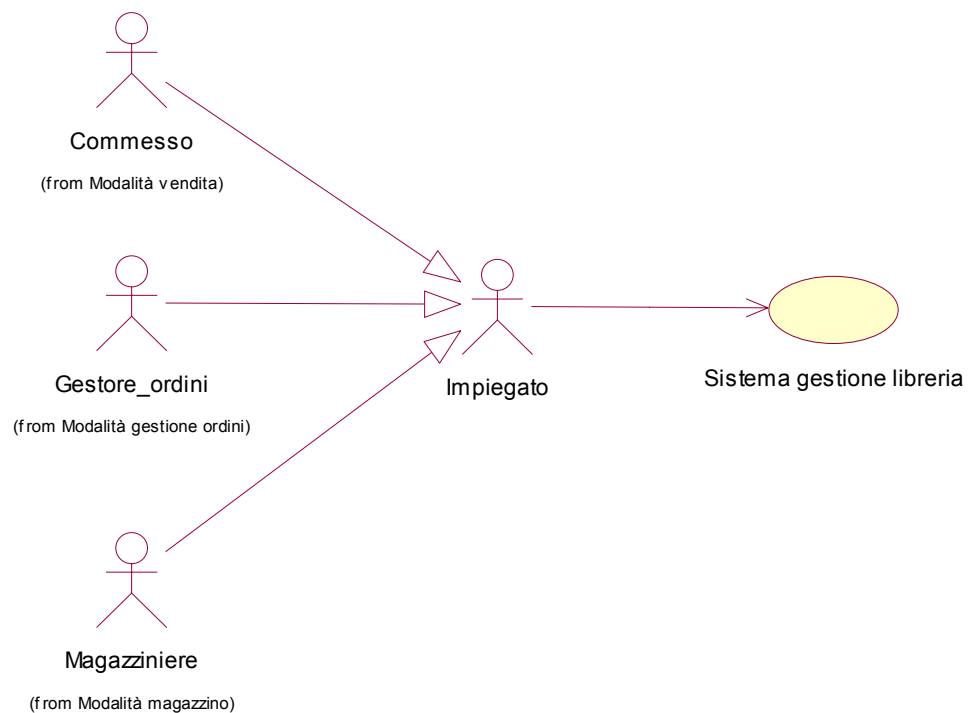 Commesso
(from Modalità vendita)
Gestore_ordini
(from Modalità gestione ordini)
Impiegato
Sistema gestione libreria
Magazziniere
(from Modalità magazzino)